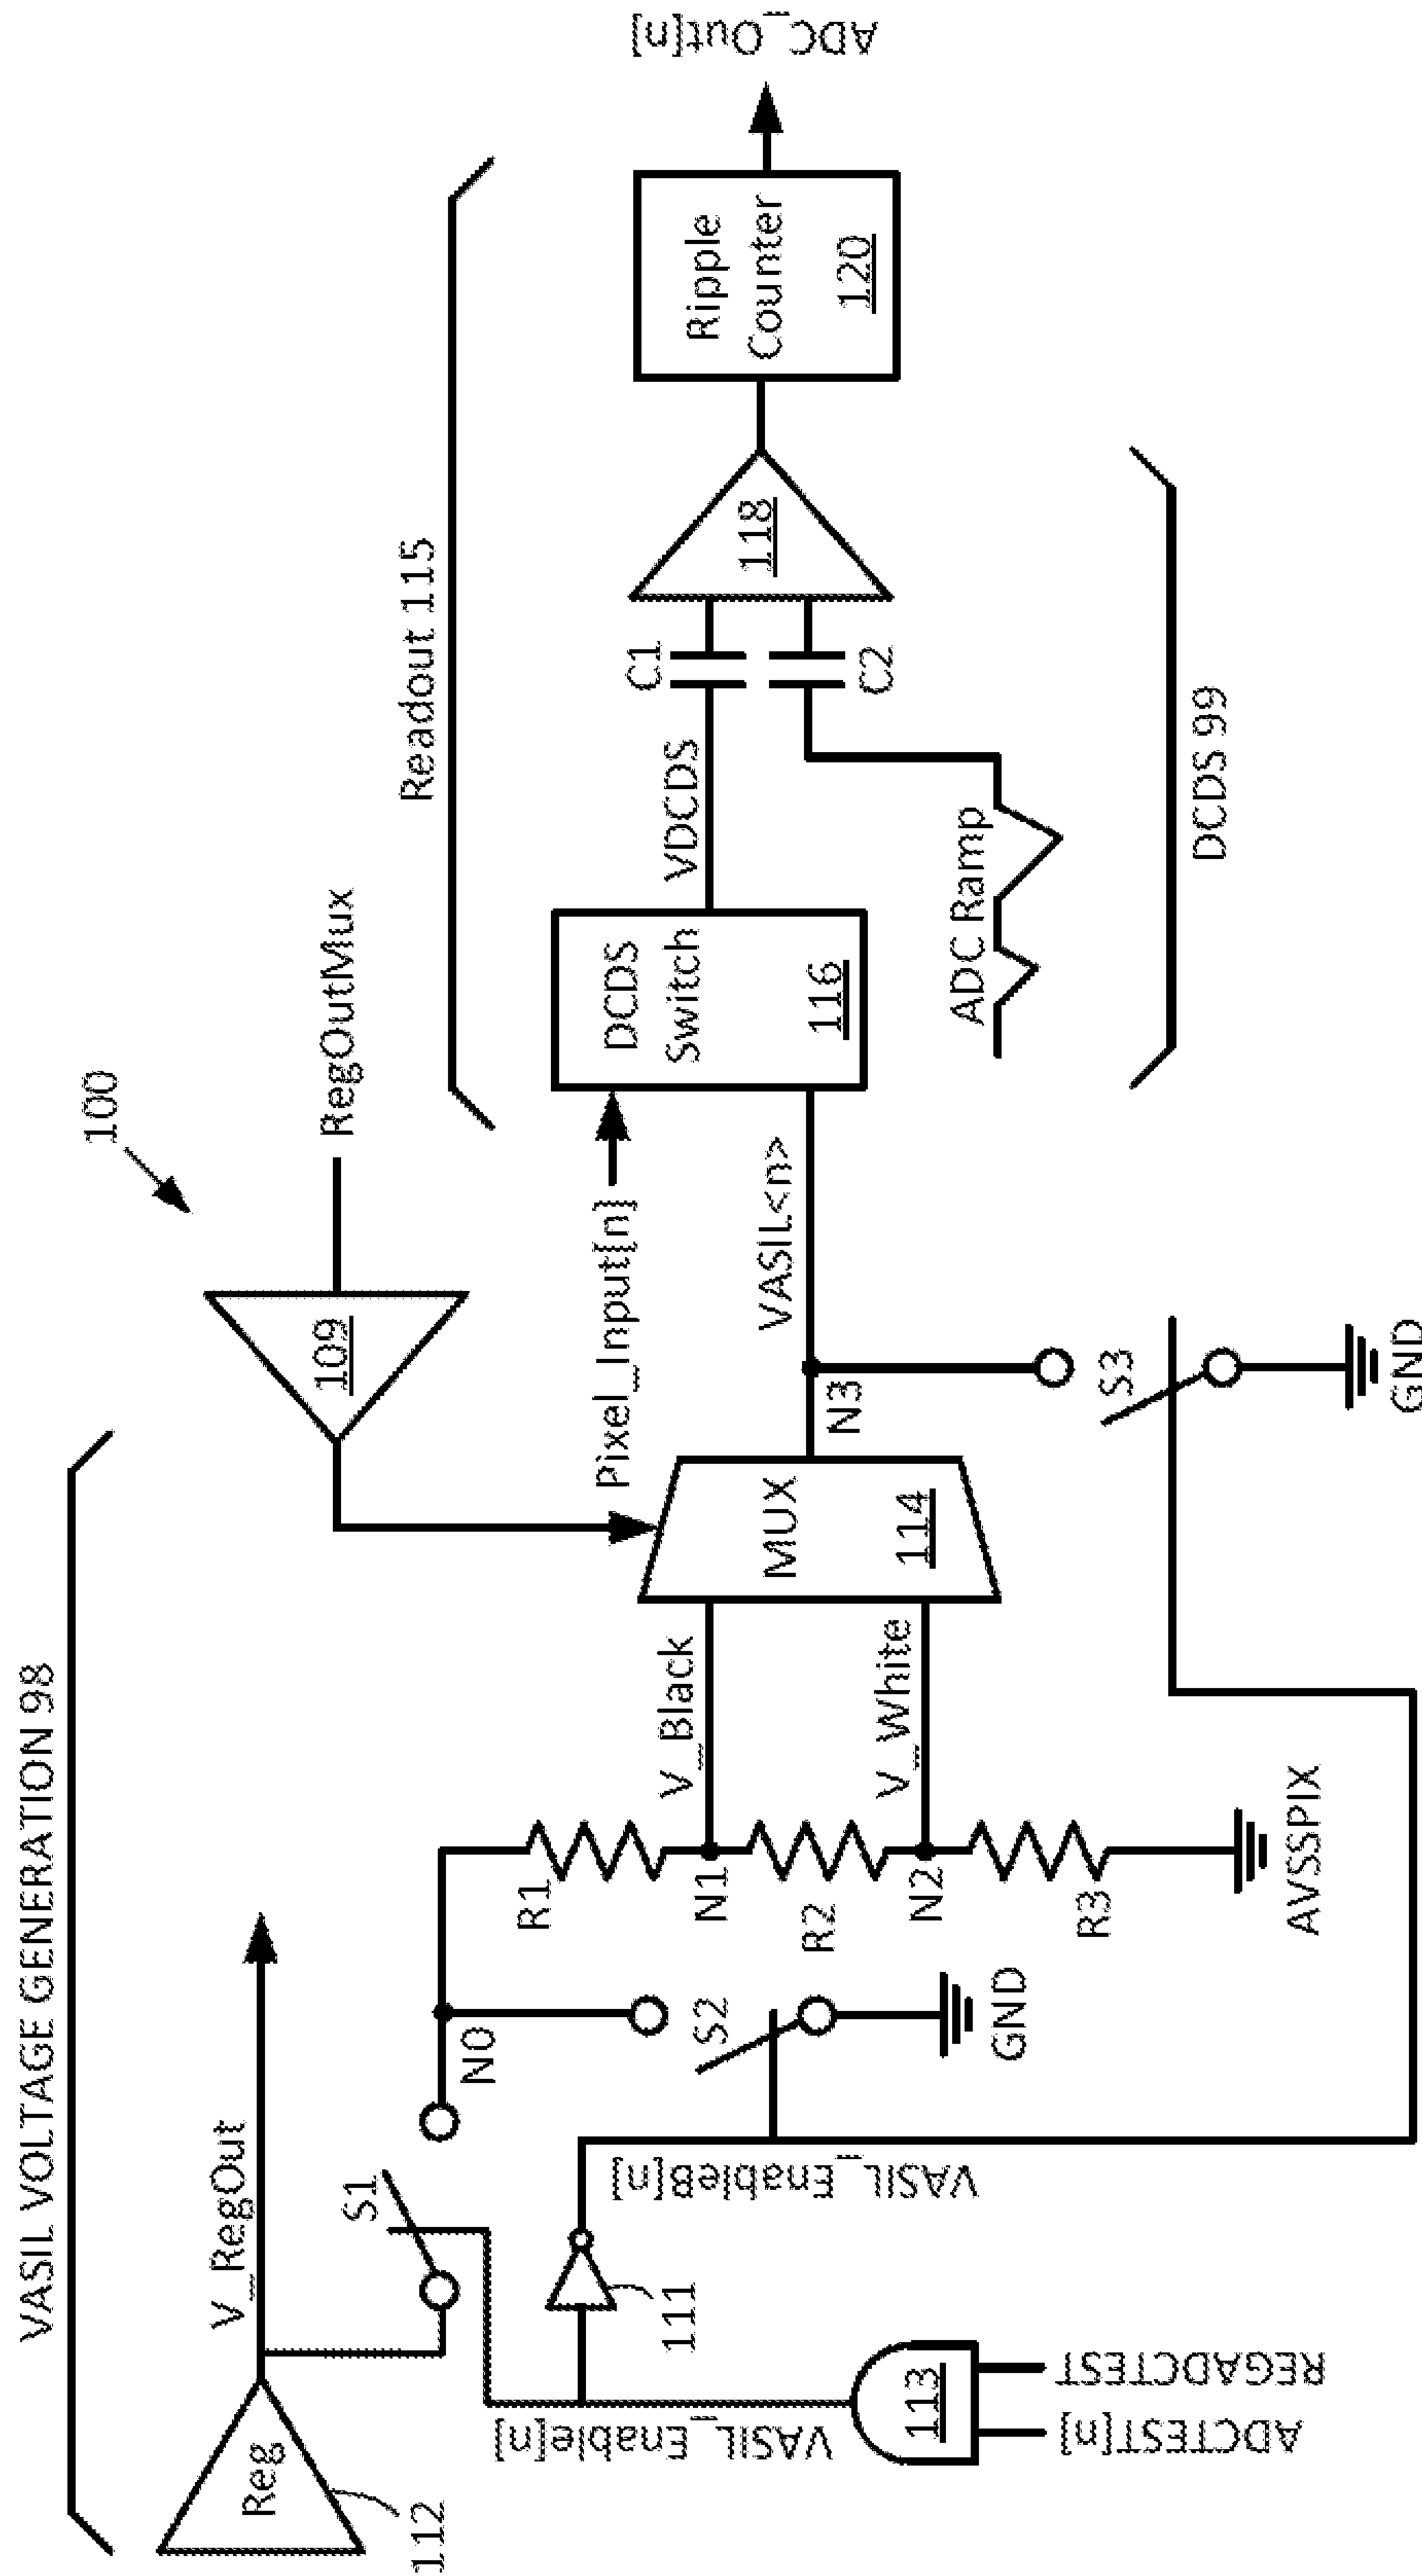 VASIL VOLTAGE GENERATION 98
100
Reg
112
V_RegOut
109
RegOutMux
Readout 115
S1
N0
R1
V_Black
N1
R2
V_White
N2
R3
AVSSPIX
S2
GND
MUX
114
Pixel_Input[n]
N3
VASIL<n>
S3
GND
DCDS
Switch
116
VDCDS
C1
C2
ADC Ramp
118
Ripple
Counter
120
ADC_Out[n]
DCDS 99
111
VASIL_EnableB[n]
VASIL_Enable[n]
113
ADCTEST[n]
REGADCTEST